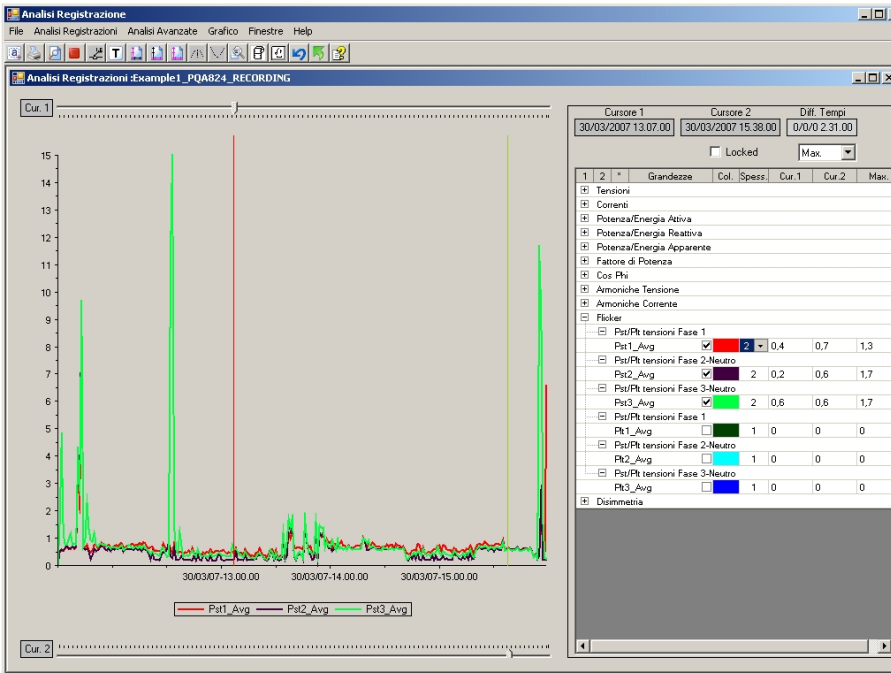 Analisi Registrazione
File Analisi Registrazioni Analisi Avanzate Grafico Finestre Help
a T
Analisi Registrazioni :Example1_PQA824_RECORDING
Cur. 1
15
14
13
12
11
10
9
8
7
6
5
4
3
2
1
0
30/03/07-13.00.00 30/03/07-14.00.00 30/03/07-15.00.00
Pst1_Avg Pst2_Avg Pst3_Avg
Cur. 2
Cursore 1 Cursore 2 Diff. Tempi
30/03/2007 13.07.00 30/03/2007 15.38.00 0/0/0 2.31.00
Locked Max.
1 2 * Grandezze Col. Spess. Cur.1 Cur.2 Max.
Tensioni
Correnti
Potenza/Energia Attiva
Potenza/Energia Reattiva
Potenza/Energia Apparente
Fattore di Potenza
Cos Phi
Armoniche Tensione
Armoniche Corrente
Flicker
Pst/Plt tensioni Fase 1
Pst1_Avg 2 0,4 0,7 1,3
Pst/Plt tensioni Fase 2-Neutro
Pst2_Avg 2 0,2 0,6 1,7
Pst/Plt tensioni Fase 3-Neutro
Pst3_Avg 2 0,6 0,6 1,7
Pst/Plt tensioni Fase 1
Plt1_Avg 1 0 0 0
Pst/Plt tensioni Fase 2-Neutro
Plt2_Avg 1 0 0 0
Pst/Plt tensioni Fase 3-Neutro
Plt3_Avg 1 0 0 0
Disimmetria